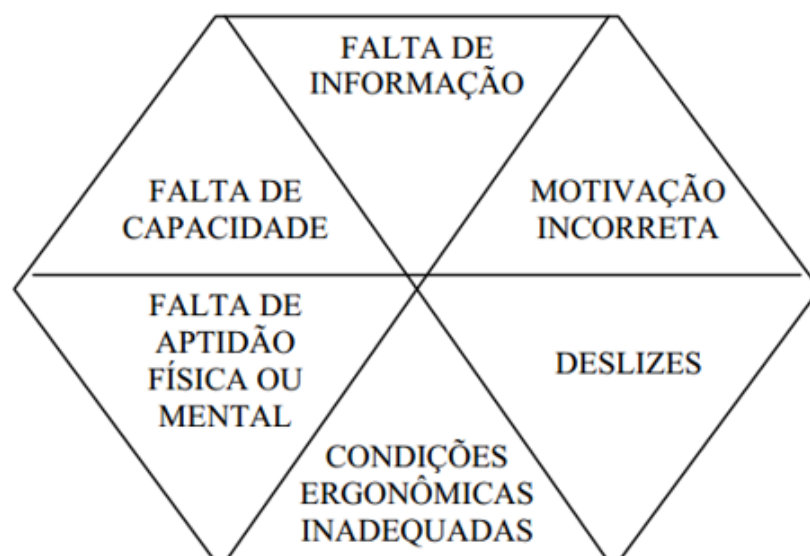 FALTA DE
INFORMAÇÃO
FALTA DE
CAPACIDADE
MOTIVAÇÃO
INCORRETA
FALTA DE
APTIDÃO
FÍSICA OU
MENTAL
DESLIZES
CONDIÇÕES
ERGONÔMICAS
INADEQUADAS